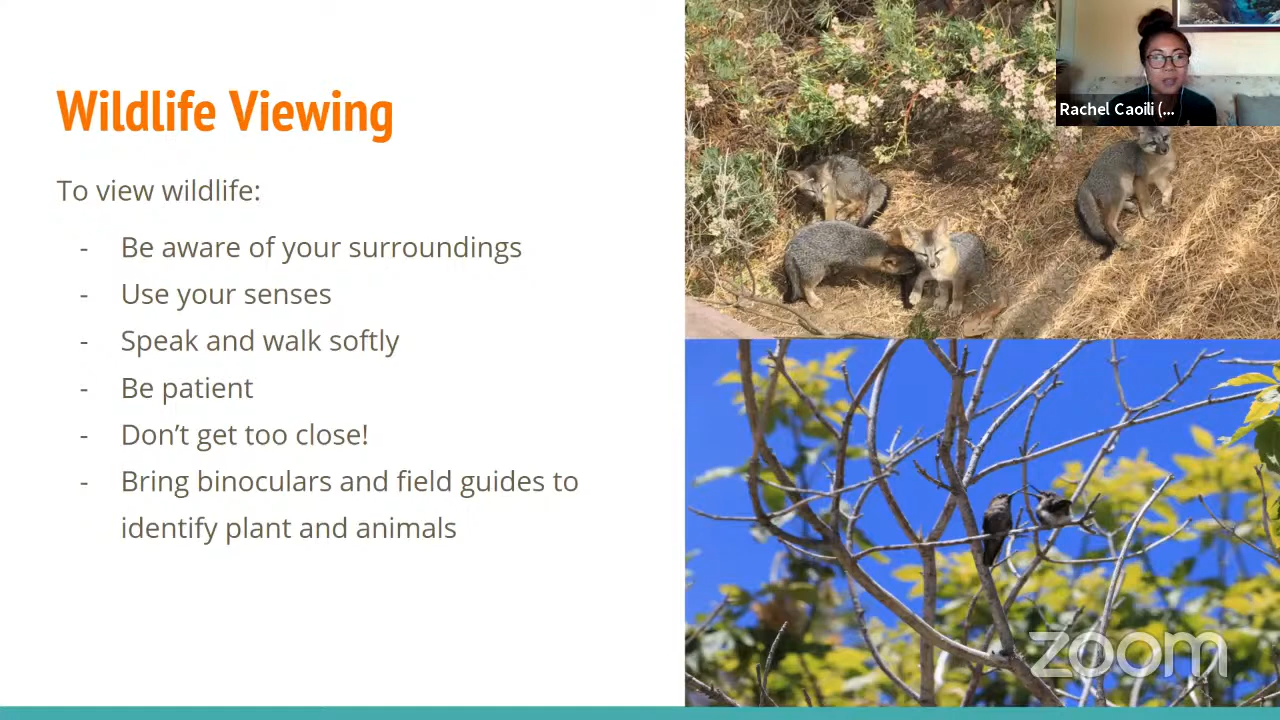 Wildlife Viewing
To view wildlife:
- Be aware of your surroundings
- Use your senses
- Speak and walk softly
- Be patient
- Don’t get too close!
- Bring binoculars and field guides to
identify plant and animals
Rachel Caoili (...
zoom